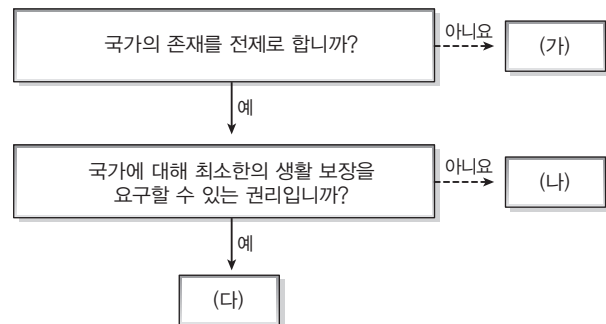 국가의 존재를 전제로 합니까?
아니요
(가)
예
국가에 대해 최소한의 생활 보장을
요구할 수 있는 권리입니까?
아니요
(나)
예
(다)